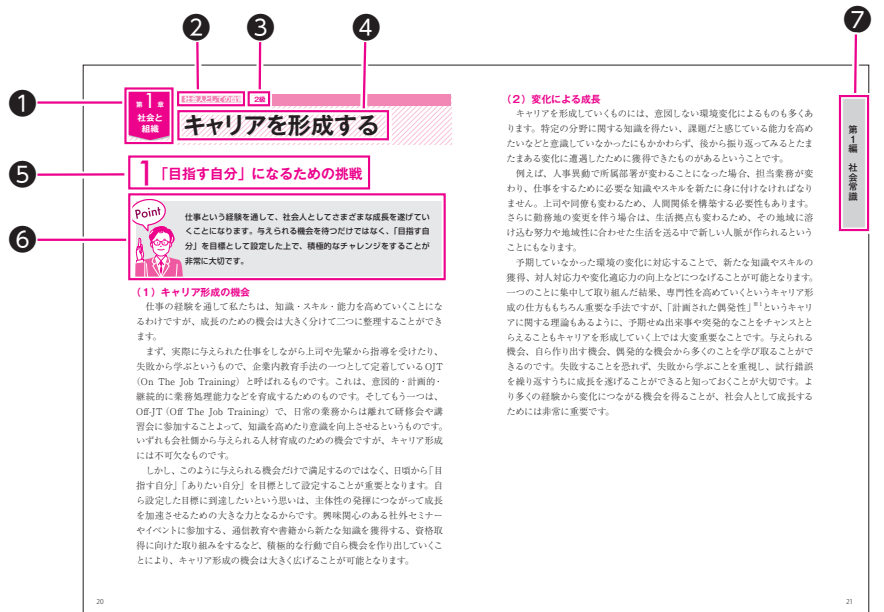 ❶
❷
❸
❹
❺
❻
❼
第1章
社会と
組織
2級
キャリアを形成する
1「目指す自分」になるための挑戦
Point
仕事という経験を通して、社会人としてさまざまな成長を遂げてい
くことになります。与えられる機会を待つだけではなく、「目指す自
分」を目標として設定した上で、積極的なチャレンジをすることが
非常に大切です。
(1)キャリア形成の機会
仕事の経験を通して私たちは、知識・スキル・能力を高めていくことにな
るわけですが、成長のための機会は大きく分けて二つに整理することができ
ます。
まず、実際に与えられた仕事をしながら上司や先輩から指導を受けたり、
失敗から学ぶというもので、企業内教育手法の一つとして定着しているOJT
(On The Job Training)と呼ばれるものです。これは、意図的・計画的・
継続的に業務処理能力などを育成するためのものです。そしてもう一つは、
Off-JT(Off The Job Training)で、日常の業務からは離れて研修会や講
習会に参加することよって、知識を高めたり意識を向上させるというものです。
いずれも会社側から与えられる人材育成のための機会ですが、キャリア形成
には不可欠なものです。
しかし、このように与えられる機会だけで満足するのではなく、日頃から「目
指す自分」「ありたい自分」を目標として設定することが重要となります。自
ら設定した目標に到達したいという思いは、主体性の発揮につながって成長
を加速させるための大きな力となるからです。興味関心のある社外セミナー
やイベントに参加する、通信教育や書籍から新たな知識を獲得する、資格取
得に向けた取り組みをするなど、積極的な行動で自ら機会を作り出していくこ
とにより、キャリア形成の機会は大きく広げることが可能となります。
20
(2)変化による成長
キャリアを形成していくものには、意図しない環境変化によるものも多くあ
ります。特定の分野に関する知識を得たい、課題だと感じている能力を高め
たいなどと意識していなかったにもかかわらず、後から振り返ってみるとたま
たまある変化に遭遇したために獲得できたものがあるということです。
例えば、人事異動で所属部署が変わることになった場合、担当業務が変
わり、仕事をするために必要な知識やスキルを新たに身に付けなければなり
ません。上司や同僚も変わるため、人間関係を構築する必要性もあります。
さらに勤務地の変更を伴う場合は、生活拠点も変わるため、その地域に溶
け込む努力や地域性に合わせた生活を送る中で新しい人脈が作られるという
ことにもなります。
予期していなかった環境の変化に対応することで、新たな知識やスキルの
獲得、対人対応力や変化適応力の向上などにつなげることが可能となります。
一つのことに集中して取り組んだ結果、専門性を高めていくというキャリア形
成の仕方ももちろん重要な手法ですが、「計画された偶発性」※1というキャリ
アに関する理論もあるように、予期せぬ出来事や突発的なことをチャンスとと
らえることもキャリアを形成していく上では大変重要なことです。与えられる
機会、自ら作り出す機会、偶発的な機会から多くのことを学び取ることがで
きるのです。失敗することを恐れず、失敗から学ぶことを重視し、試行錯誤
を繰り返すうちに成長を遂げることができると知っておくことが大切です。よ
り多くの経験から変化につながる機会を得ることが、社会人として成長する
ためには非常に重要です。
第1編 社会常識
21